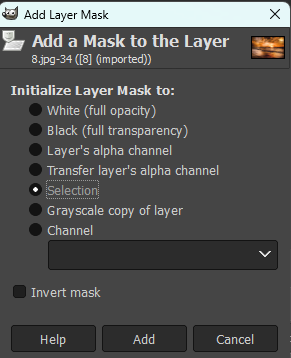 Add Layer Mask
Add a Mask to the Layer
8.jpg-34 ([8] (imported))
Initialize Layer Mask to:
White (full opacity)
Black (full transparency)
Layer's alpha channel
Transfer layer's alpha channel
Selection
Grayscale copy of layer
Channel
Invert mask
Help
Add
Cancel